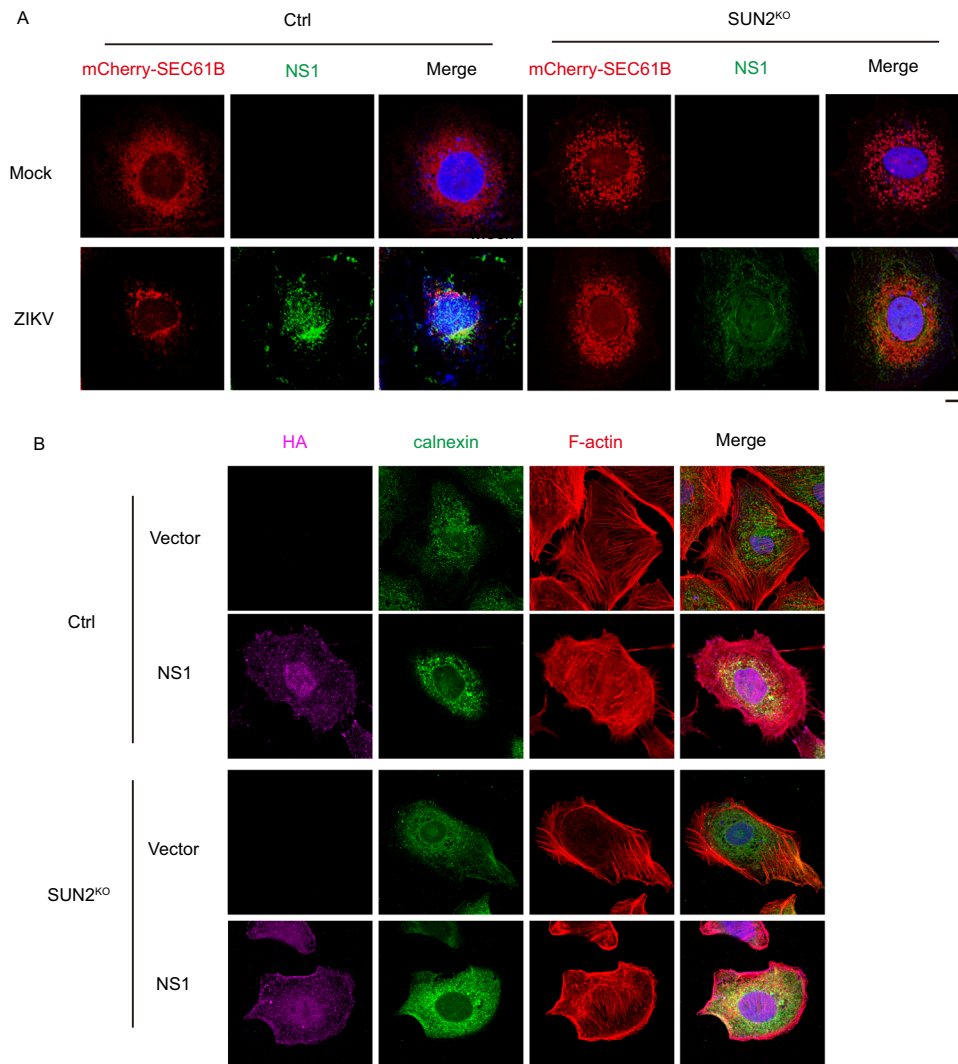 A
Ctrl
SUN2KO
mCherry-SEC61B NS1 Merge mCherry-SEC61B NS1 Merge
Mock
ZIKV
B
HA calnexin F-actin Merge
Ctrl
Vector
NS1
SUN2KO
Vector
NS1